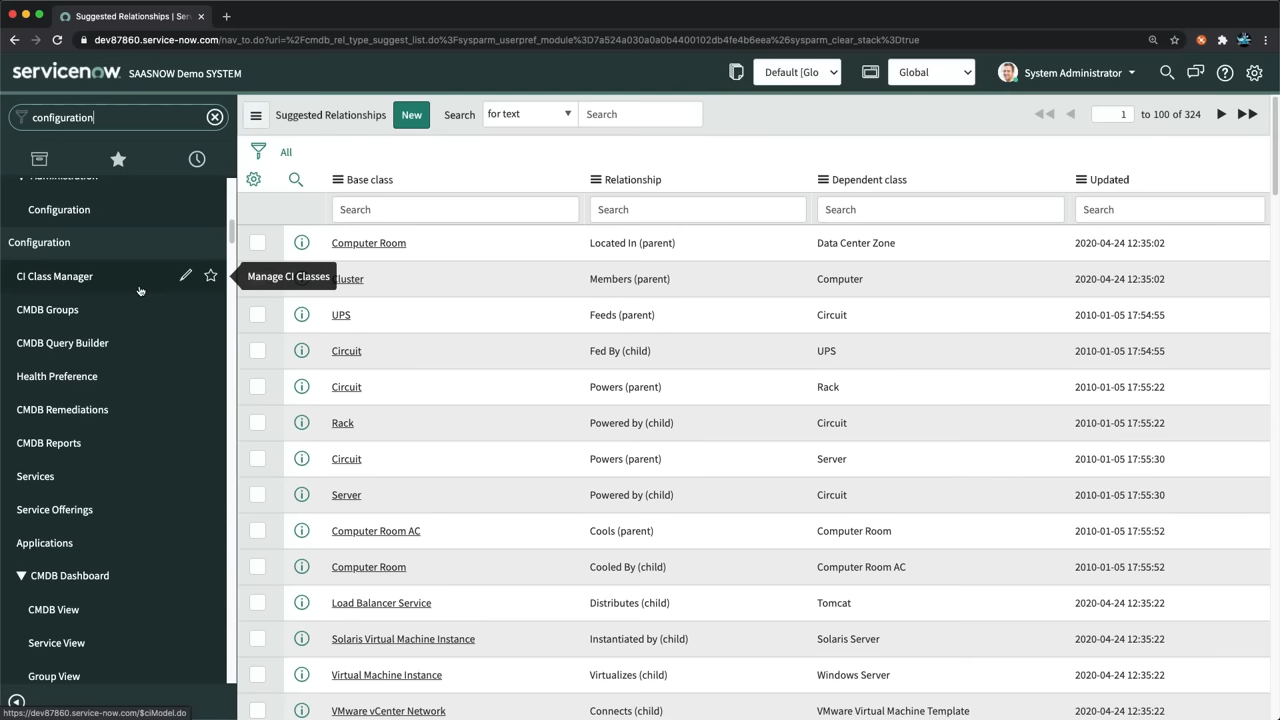 Suggested Relationships | Ser
dev87860.service-now.com/nav_to.do?uri=%2Fcmdb_rel_type_suggest_list.do%3Fsysparm_userpref_module%3D7a524d030a0a0b4400102db4fe4b6eea%26sysparm_clear_stack%3Dtrue
servicenow SAASNOW Demo SYSTEM
Default [Glo
Global
System Administrator
configuration
Suggested Relationships
New
Search
for text
Search
1 to 100 of 324
All
Base class
Relationship
Dependent class
Updated
Search
Search
Search
Search
Administration
Configuration
Configuration
CI Class Manager
Manage CI Classes
CMDB Groups
CMDB Query Builder
Health Preference
CMDB Remediations
CMDB Reports
Services
Service Offerings
Applications
CMDB Dashboard
CMDB View
Service View
Group View
https://dev87860.service-now.com/$ciModel.do
Computer Room Located In (parent) Data Center Zone 2020-04-24 12:35:02
Cluster Members (parent) Computer 2020-04-24 12:35:02
UPS Feeds (parent) Circuit 2010-01-05 17:54:55
Circuit Fed By (child) UPS 2010-01-05 17:54:55
Circuit Powers (parent) Rack 2010-01-05 17:55:22
Rack Powered by (child) Circuit 2010-01-05 17:55:22
Circuit Powers (parent) Server 2010-01-05 17:55:30
Server Powered by (child) Circuit 2010-01-05 17:55:30
Computer Room AC Cools (parent) Computer Room 2010-01-05 17:55:52
Computer Room Cooled By (child) Computer Room AC 2010-01-05 17:55:52
Load Balancer Service Distributes (child) Tomcat 2020-04-24 12:35:22
Solaris Virtual Machine Instance Instantiated by (child) Solaris Server 2020-04-24 12:35:22
Virtual Machine Instance Virtualizes (child) Windows Server 2020-04-24 12:35:22
VMware vCenter Network Connects (child) VMware Virtual Machine Template 2020-04-24 12:35:22